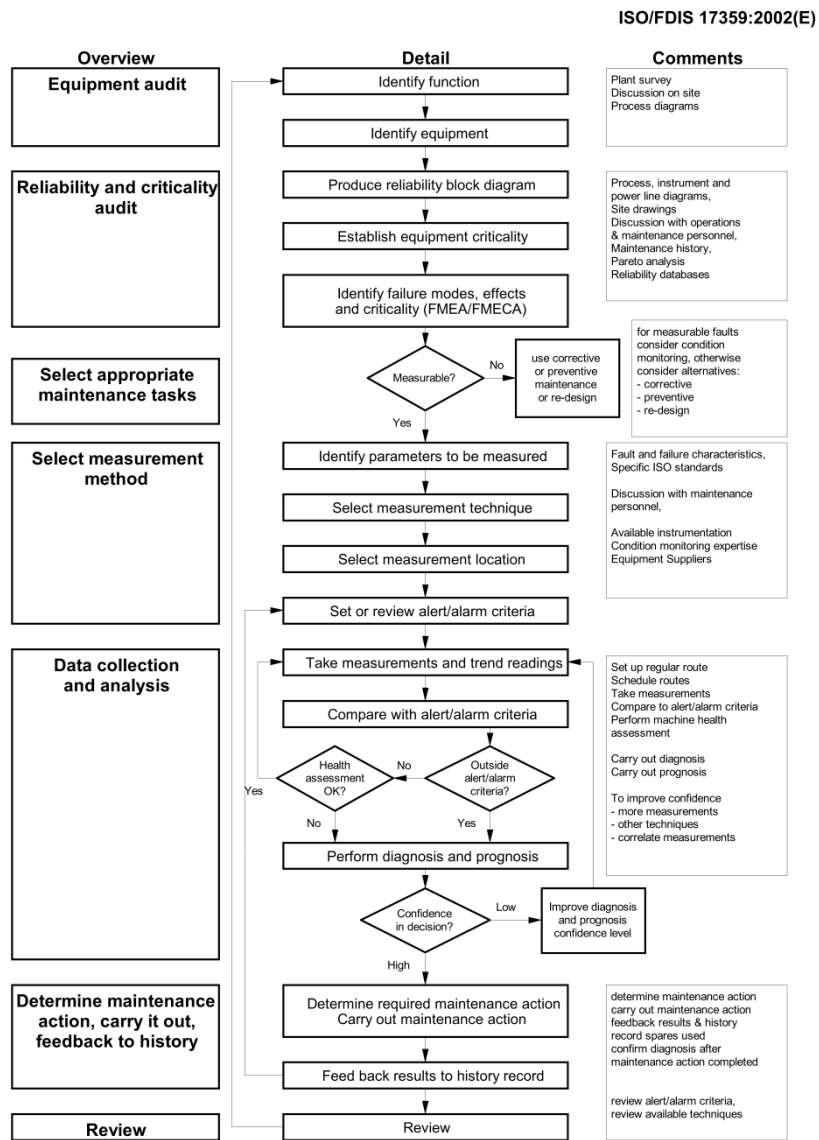 ISO/FDIS 17359:2002(E)
Overview
Detail
Comments
Equipment audit
Identify function
Identify equipment
Plant survey
Discussion on site
Process diagrams
Reliability and criticality
audit
Produce reliability block diagram
Establish equipment criticality
Identify failure modes, effects
and criticality (FMEA/FMECA)
Process, instrument and
power line diagrams,
Site drawings
Discussion with operations
& maintenance personnel,
Maintenance history,
Pareto analysis
Reliability databases
Select appropriate
maintenance tasks
Measurable?
No
Yes
use corrective
or preventive
maintenance
or re-design
for measurable faults
consider condition
monitoring, otherwise
consider alternatives:
- corrective
- preventive
- re-design
Select measurement
method
Identify parameters to be measured
Select measurement technique
Select measurement location
Set or review alert/alarm criteria
Fault and failure characteristics,
Specific ISO standards
Discussion with maintenance
personnel,
Available instrumentation
Condition monitoring expertise
Equipment Suppliers
Data collection
and analysis
Take measurements and trend readings
Compare with alert/alarm criteria
Health
assessment
OK?
No
Outside
alert/alarm
criteria?
Yes
No
Yes
Perform diagnosis and prognosis
Confidence
in decision?
Low
High
Improve diagnosis
and prognosis
confidence level
Set up regular route
Schedule routes
Take measurements
Compare to alert/alarm criteria
Perform machine health
assessment
Carry out diagnosis
Carry out prognosis
To improve confidence
- more measurements
- other techniques
- correlate measurements
Determine maintenance
action, carry it out,
feedback to history
Determine required maintenance action
Carry out maintenance action
Feed back results to history record
determine maintenance action
carry out maintenance action
feedback results & history
record spares used
confirm diagnosis after
maintenance action completed
review alert/alarm criteria,
review available techniques
Review
Review